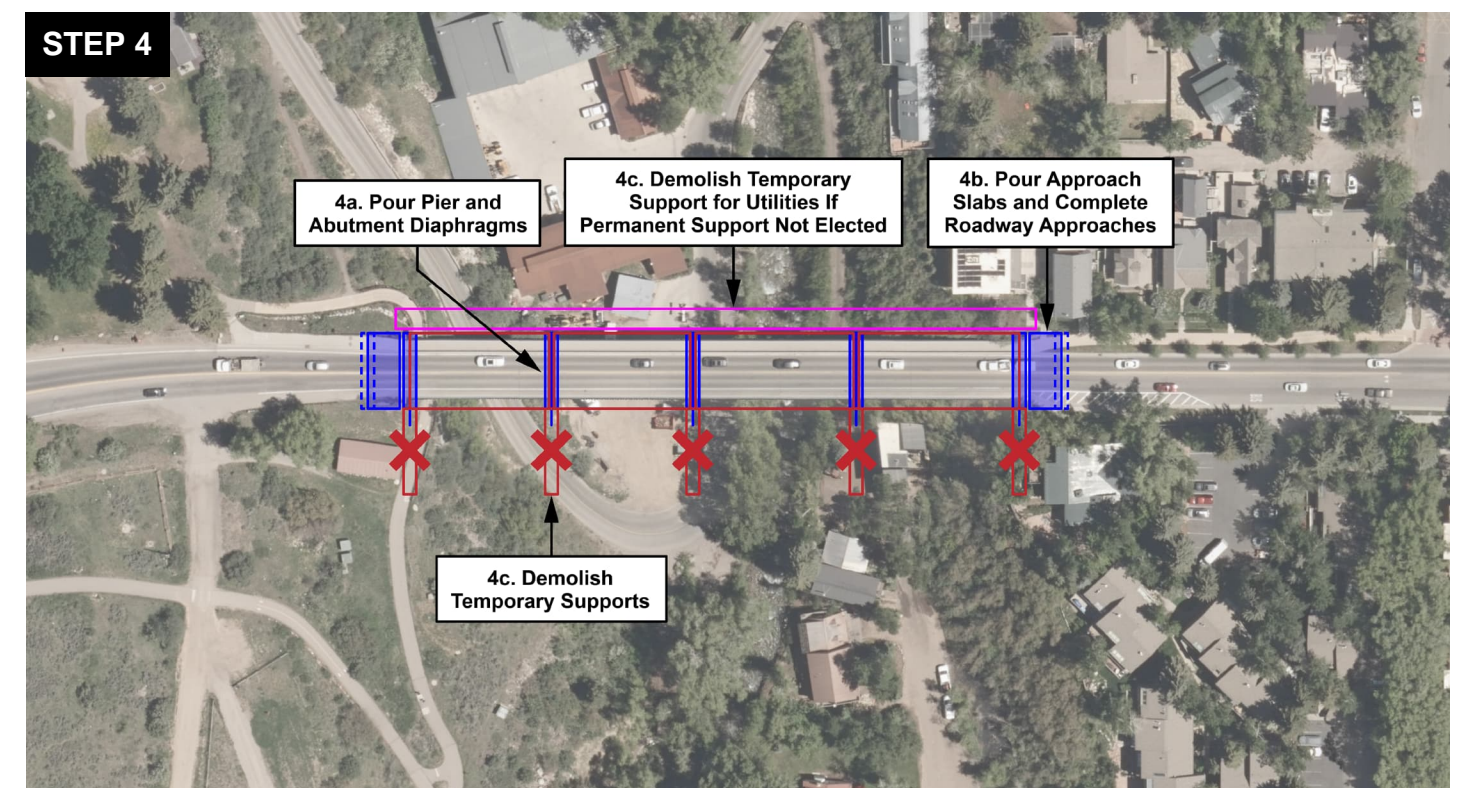 STEP 4
4a. Pour Pier and
Abutment Diaphragms
4c. Demolish Temporary
Support for Utilities If
Permanent Support Not Elected
4b. Pour Approach
Slabs and Complete
Roadway Approaches
4c. Demolish
Temporary Supports